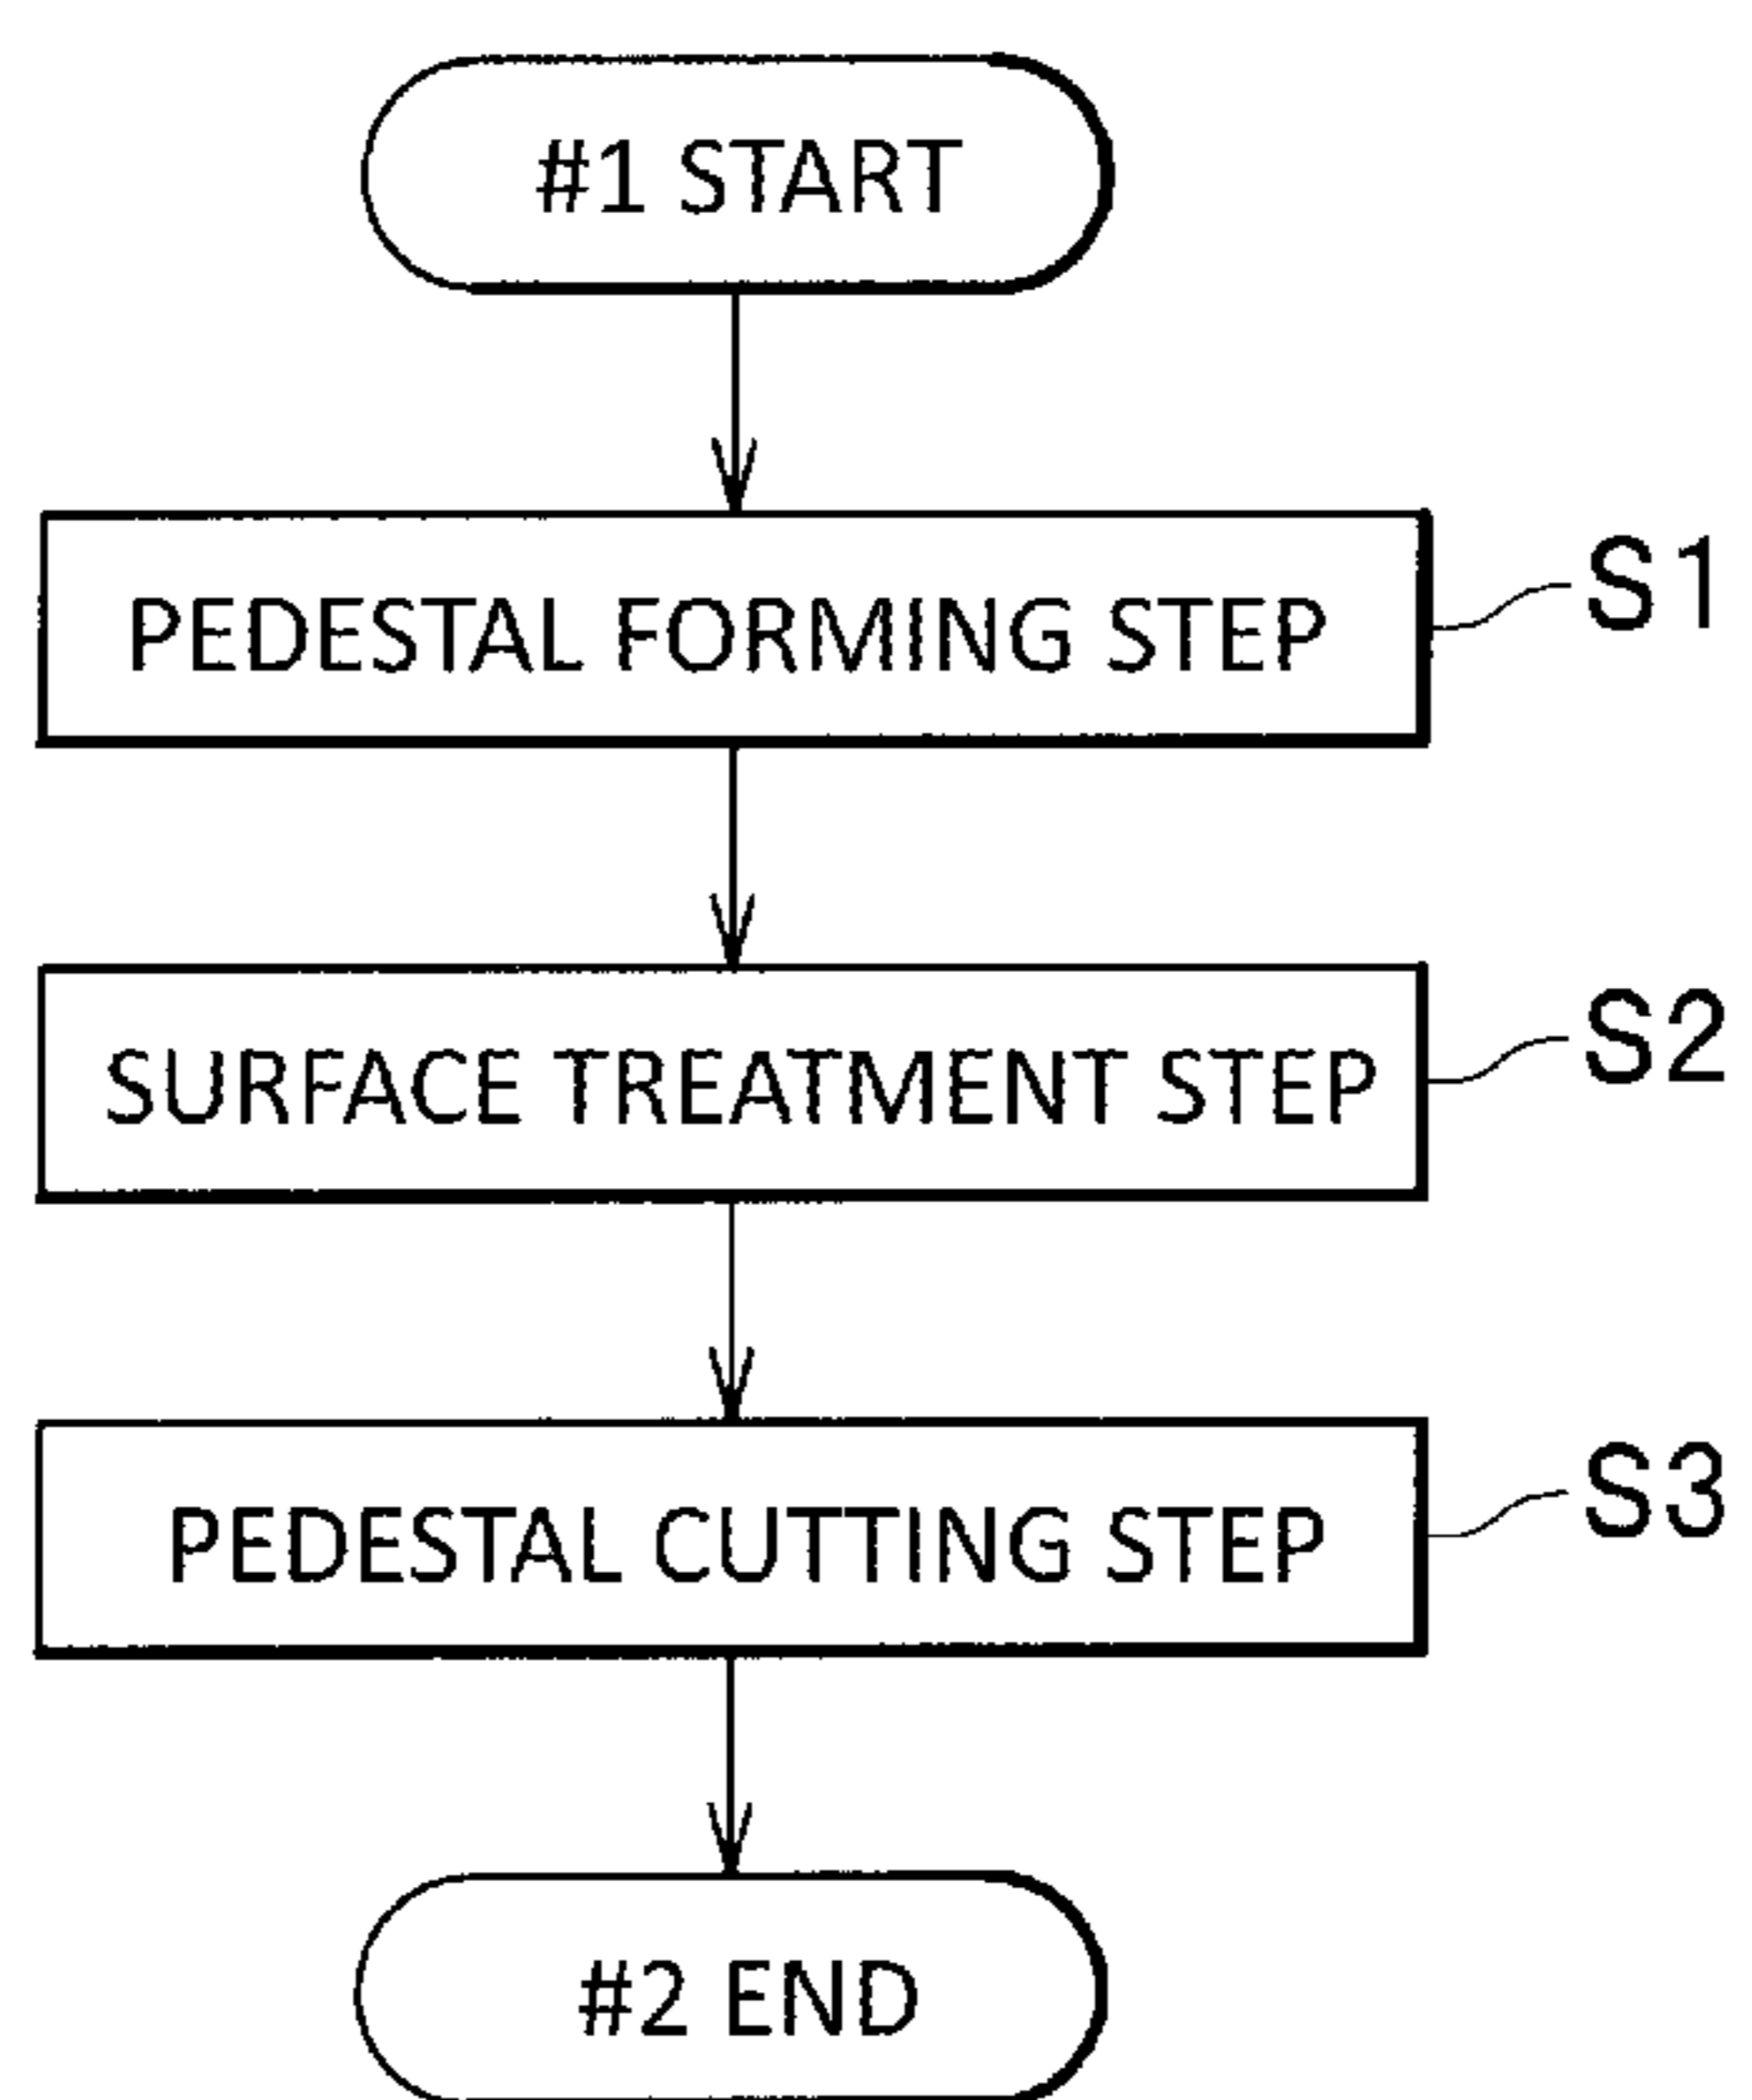 #1 START
PEDESTAL FORMING STEP
S1
SURFACE TREATMENT STEP
S2
PEDESTAL CUTTING STEP
S3
#2 END